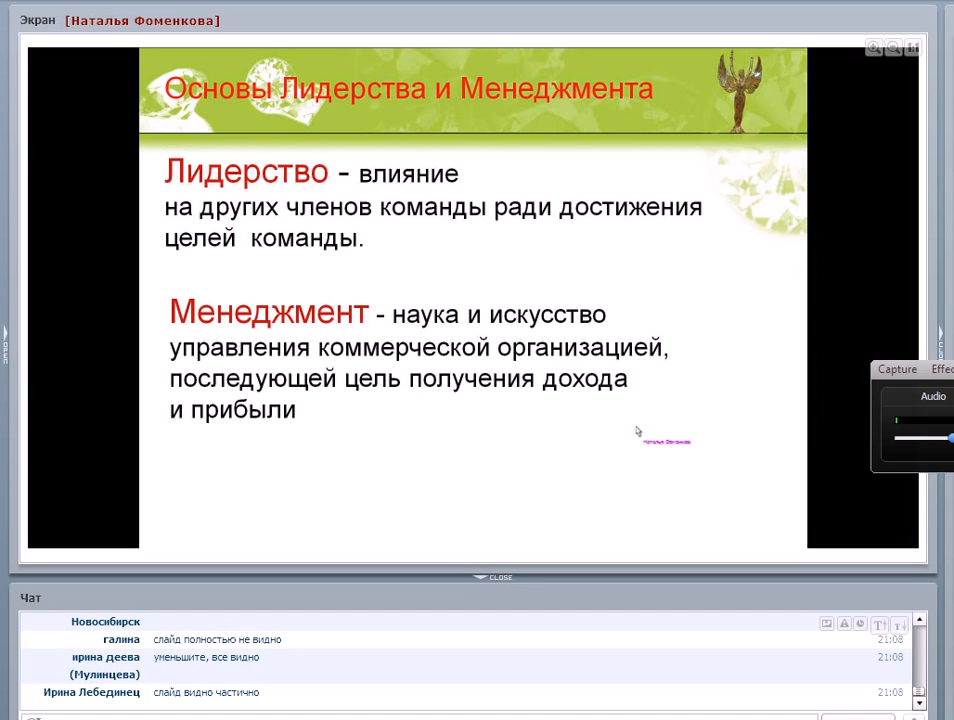 Экран [Наталья Фоменкова]
Основы Лидерства и Менеджмента
Лидерство - влияние
на других членов команды ради достижения
целей команды.
Менеджмент - наука и искусство
управления коммерческой организацией,
последующей цель получения дохода
и прибыли
Наталья Фоменкова
Capture
Audio
CLOSE
Чат
Новосибирск
галина слайд полностью не видно 21:08
ирина деева уменьшите, все видно 21:08
(Мулинцева)
Ирина Лебединец слайд видно частично 21:08